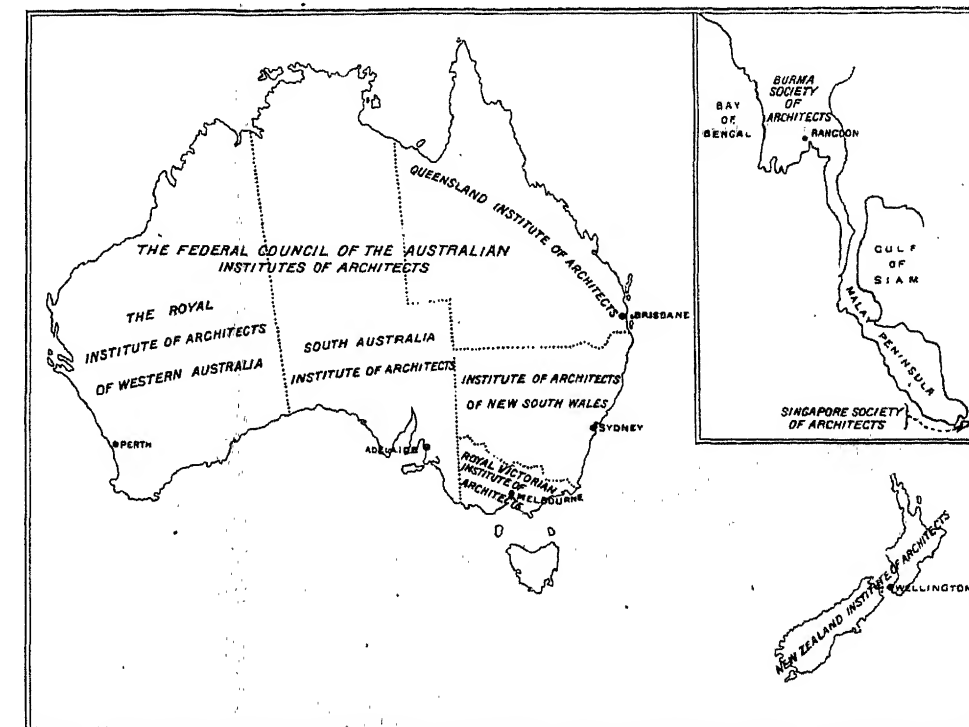 QUEENSLAND INSTITUTE OF ARCHITECTS
THE FEDERAL COUNCIL OF THE AUSTRALIAN
INSTITUTES OF ARCHITECTS
THE ROYAL
INSTITUTE OF ARCHITECTS
OF WESTERN AUSTRALIA
SOUTH AUSTRALIA
INSTITUTE OF ARCHITECTS
BRISBANE
INSTITUTE OF ARCHITECTS
OF NEW SOUTH WALES
SYDNEY
PERTH
ADELAIDE
ROYAL VICTORIAN
INSTITUTE OF
ARCHITECTS
MELBOURNE
BURMA
SOCIETY
OF
ARCHITECTS
BAY
OF
BENGAL
RANGOON
GULF
OF
SIAM
MALAY PENINSULA
SINGAPORE SOCIETY
OF ARCHITECTS
NEW ZEALAND INSTITUTE OF ARCHITECTS
WELLINGTON